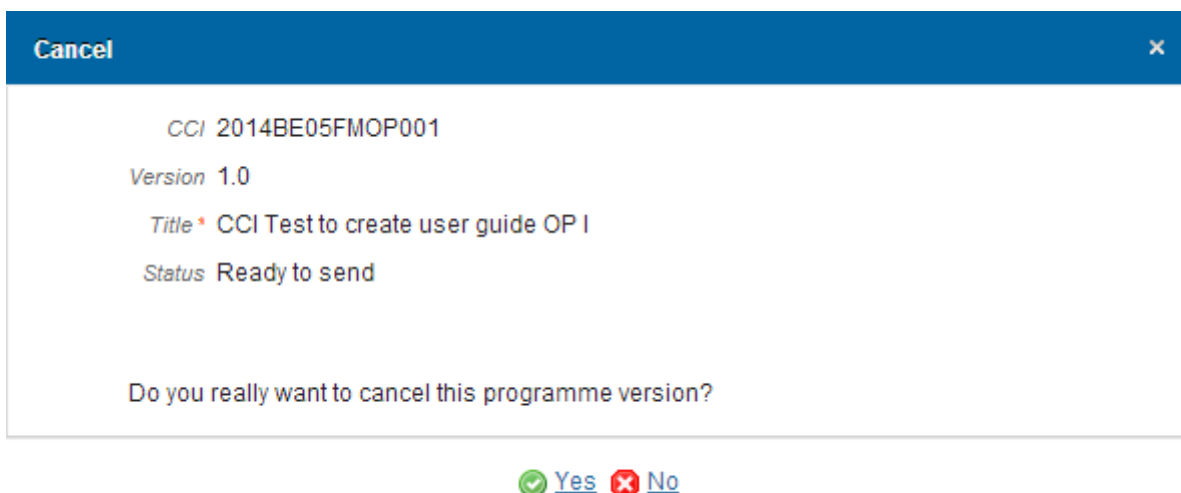 Cancel ×
CCI 2014BE05FMOP001
Version 1.0
Title * CCI Test to create user guide OP I
Status Ready to send
Do you really want to cancel this programme version?
Yes No